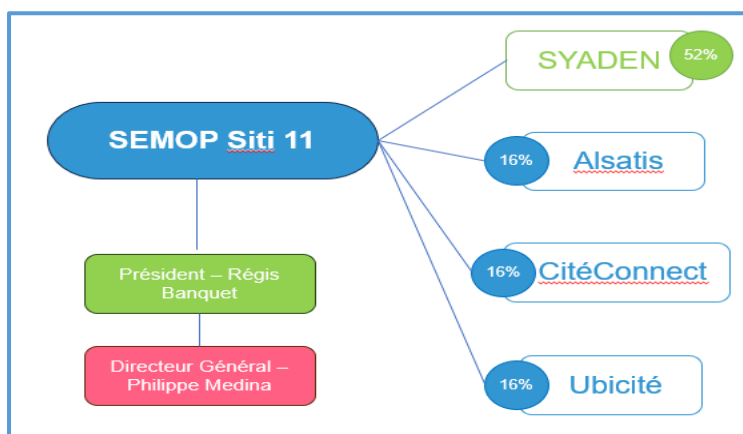 SYADEN
52%
SEMOP Siti 11
16%
Alsatis
Président – Régis
Banquet
16%
CitéConnect
Directeur Général –
Philippe Medina
16%
Ubicité